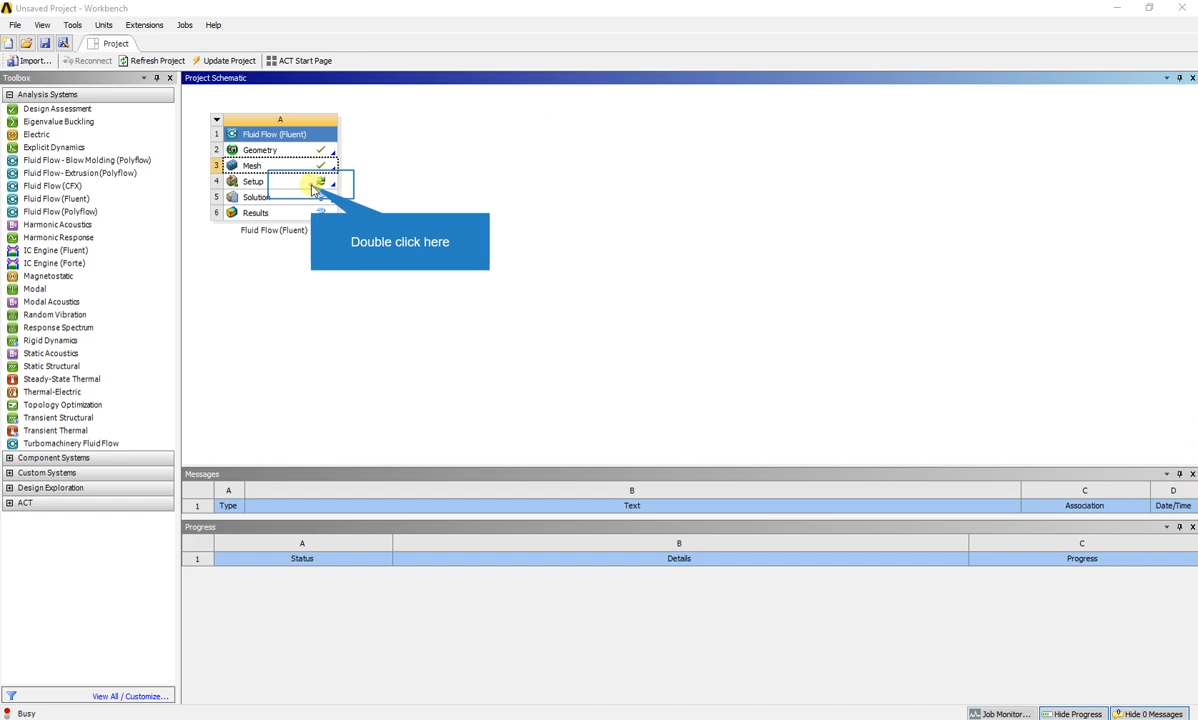 Unsaved Project - Workbench
File View Tools Units Extensions Jobs Help
Project
Import... Reconnect Refresh Project Update Project ACT Start Page
Toolbox
Analysis Systems
Design Assessment
Eigenvalue Buckling
Electric
Explicit Dynamics
Fluid Flow - Blow Molding (Polyflow)
Fluid Flow - Extrusion (Polyflow)
Fluid Flow (CFX)
Fluid Flow (Fluent)
Fluid Flow (Polyflow)
Harmonic Acoustics
Harmonic Response
IC Engine (Fluent)
IC Engine (Forte)
Magnetostatic
Modal
Modal Acoustics
Random Vibration
Response Spectrum
Rigid Dynamics
Static Acoustics
Static Structural
Steady-State Thermal
Thermal-Electric
Topology Optimization
Transient Structural
Transient Thermal
Turbomachinery Fluid Flow
Component Systems
Custom Systems
Design Exploration
ACT
View All / Customize...
Project Schematic
A
1 Fluid Flow (Fluent)
2 Geometry
3 Mesh
4 Setup
5 Solution
6 Results
Fluid Flow (Fluent)
Double click here
Messages
A B C D
1 Type Text Association Date/Time
Progress
A B C
1 Status Details Progress
Busy
Job Monitor... Hide Progress Hide 0 Messages